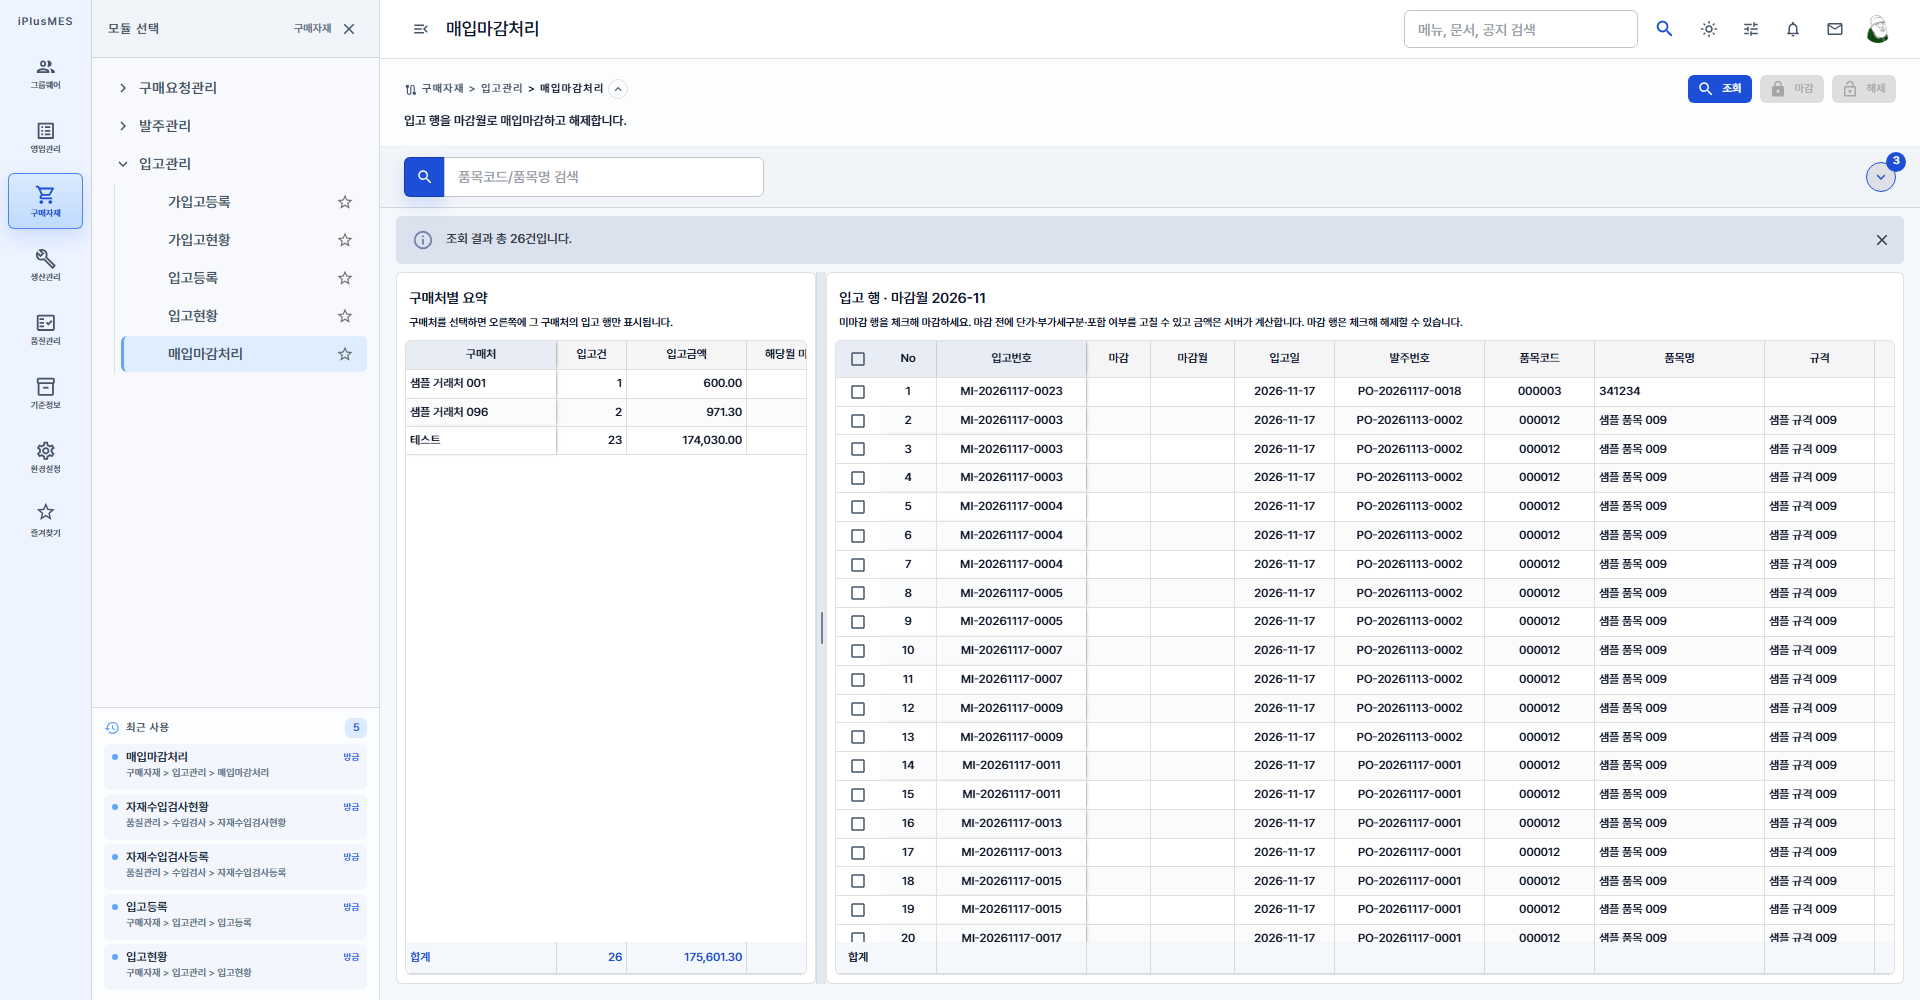 iPlusMES
그룹웨어
영업관리
구매자재
생산관리
품질관리
기준정보
환경설정
즐겨찾기
모듈 선택
구매자재
구매요청관리
발주관리
입고관리
가입고등록
가입고현황
입고등록
입고현황
매입마감처리
최근 사용 5
매입마감처리 방금
구매자재 > 입고관리 > 매입마감처리
자재수입검사현황 방금
품질관리 > 수입검사 > 자재수입검사현황
자재수입검사등록 방금
품질관리 > 수입검사 > 자재수입검사등록
입고등록 방금
구매자재 > 입고관리 > 입고등록
입고현황 방금
구매자재 > 입고관리 > 입고현황
매입마감처리
메뉴, 문서, 공지 검색
구매자재 > 입고관리 > 매입마감처리
조회 마감 해제
입고 행을 마감월로 매입마감하고 해제합니다.
품목코드/품목명 검색
3
조회 결과 총 26건입니다.
구매처별 요약
구매처를 선택하면 오른쪽에 그 구매처의 입고 행만 표시됩니다.
구매처 입고건 입고금액 해당월 미
샘플 거래처 001 1 600.00
샘플 거래처 096 2 971.30
테스트 23 174,030.00
합계 26 175,601.30
입고 행 · 마감월 2026-11
미마감 행을 체크해 마감하세요. 마감 전에 단가·부가세구분·포함 여부를 고칠 수 있고 금액은 서버가 계산합니다. 마감 행은 체크해 해제할 수 있습니다.
No 입고번호 마감 마감월 입고일 발주번호 품목코드 품목명 규격
1 MI-20261117-0023 2026-11-17 PO-20261117-0018 000003 341234
2 MI-20261117-0003 2026-11-17 PO-20261113-0002 000012 샘플 품목 009 샘플 규격 009
3 MI-20261117-0003 2026-11-17 PO-20261113-0002 000012 샘플 품목 009 샘플 규격 009
4 MI-20261117-0003 2026-11-17 PO-20261113-0002 000012 샘플 품목 009 샘플 규격 009
5 MI-20261117-0004 2026-11-17 PO-20261113-0002 000012 샘플 품목 009 샘플 규격 009
6 MI-20261117-0004 2026-11-17 PO-20261113-0002 000012 샘플 품목 009 샘플 규격 009
7 MI-20261117-0004 2026-11-17 PO-20261113-0002 000012 샘플 품목 009 샘플 규격 009
8 MI-20261117-0005 2026-11-17 PO-20261113-0002 000012 샘플 품목 009 샘플 규격 009
9 MI-20261117-0005 2026-11-17 PO-20261113-0002 000012 샘플 품목 009 샘플 규격 009
10 MI-20261117-0007 2026-11-17 PO-20261113-0002 000012 샘플 품목 009 샘플 규격 009
11 MI-20261117-0007 2026-11-17 PO-20261113-0002 000012 샘플 품목 009 샘플 규격 009
12 MI-20261117-0009 2026-11-17 PO-20261113-0002 000012 샘플 품목 009 샘플 규격 009
13 MI-20261117-0009 2026-11-17 PO-20261113-0002 000012 샘플 품목 009 샘플 규격 009
14 MI-20261117-0011 2026-11-17 PO-20261117-0001 000012 샘플 품목 009 샘플 규격 009
15 MI-20261117-0011 2026-11-17 PO-20261117-0001 000012 샘플 품목 009 샘플 규격 009
16 MI-20261117-0013 2026-11-17 PO-20261117-0001 000012 샘플 품목 009 샘플 규격 009
17 MI-20261117-0013 2026-11-17 PO-20261117-0001 000012 샘플 품목 009 샘플 규격 009
18 MI-20261117-0015 2026-11-17 PO-20261117-0001 000012 샘플 품목 009 샘플 규격 009
19 MI-20261117-0015 2026-11-17 PO-20261117-0001 000012 샘플 품목 009 샘플 규격 009
20 MI-20261117-0017 2026-11-17 PO-20261117-0001 000012 샘플 품목 009 샘플 규격 009
합계